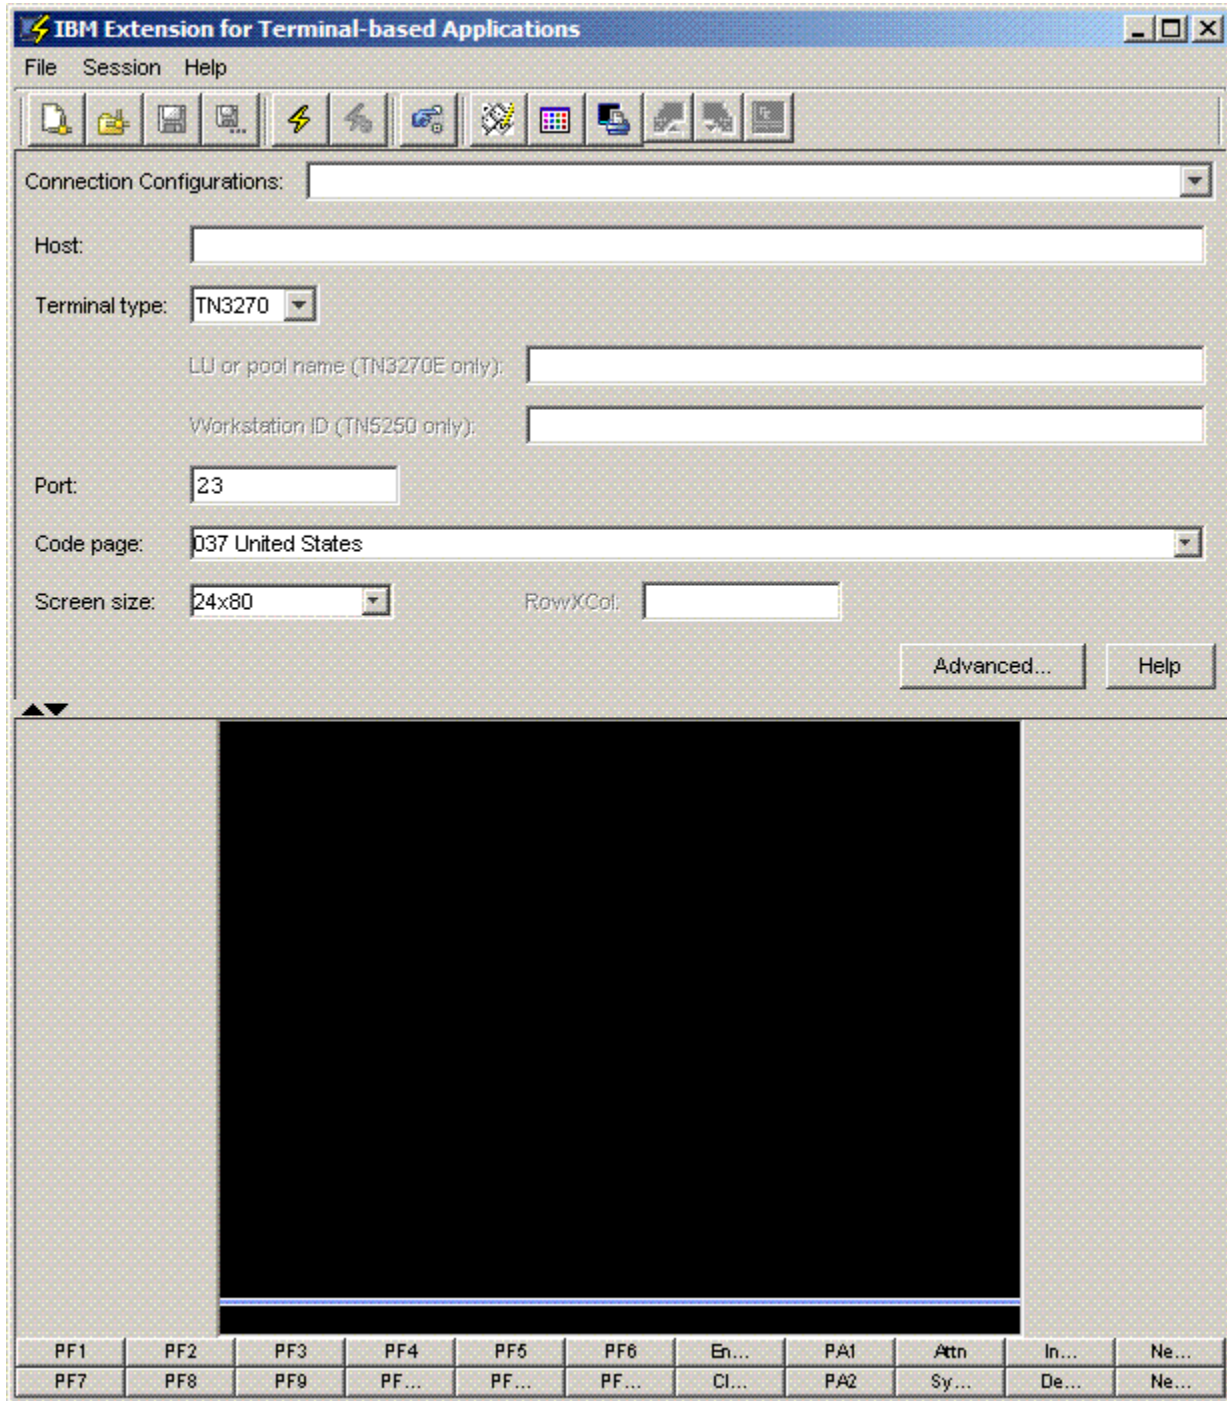 IBM Extension for Terminal-based Applications
File Session Help
Connection Configurations:
Host:
Terminal type: TN3270
LU or pool name (TN3270E only):
Workstation ID (TN5250 only):
Port: 23
Code page: 037 United States
Screen size: 24x80 RowXCol:
Advanced... Help
PF1 PF2 PF3 PF4 PF5 PF6 En... PA1 Attn In... Ne...
PF7 PF8 PF9 PF... PF... PF... Cl... PA2 Sy... De... Ne...